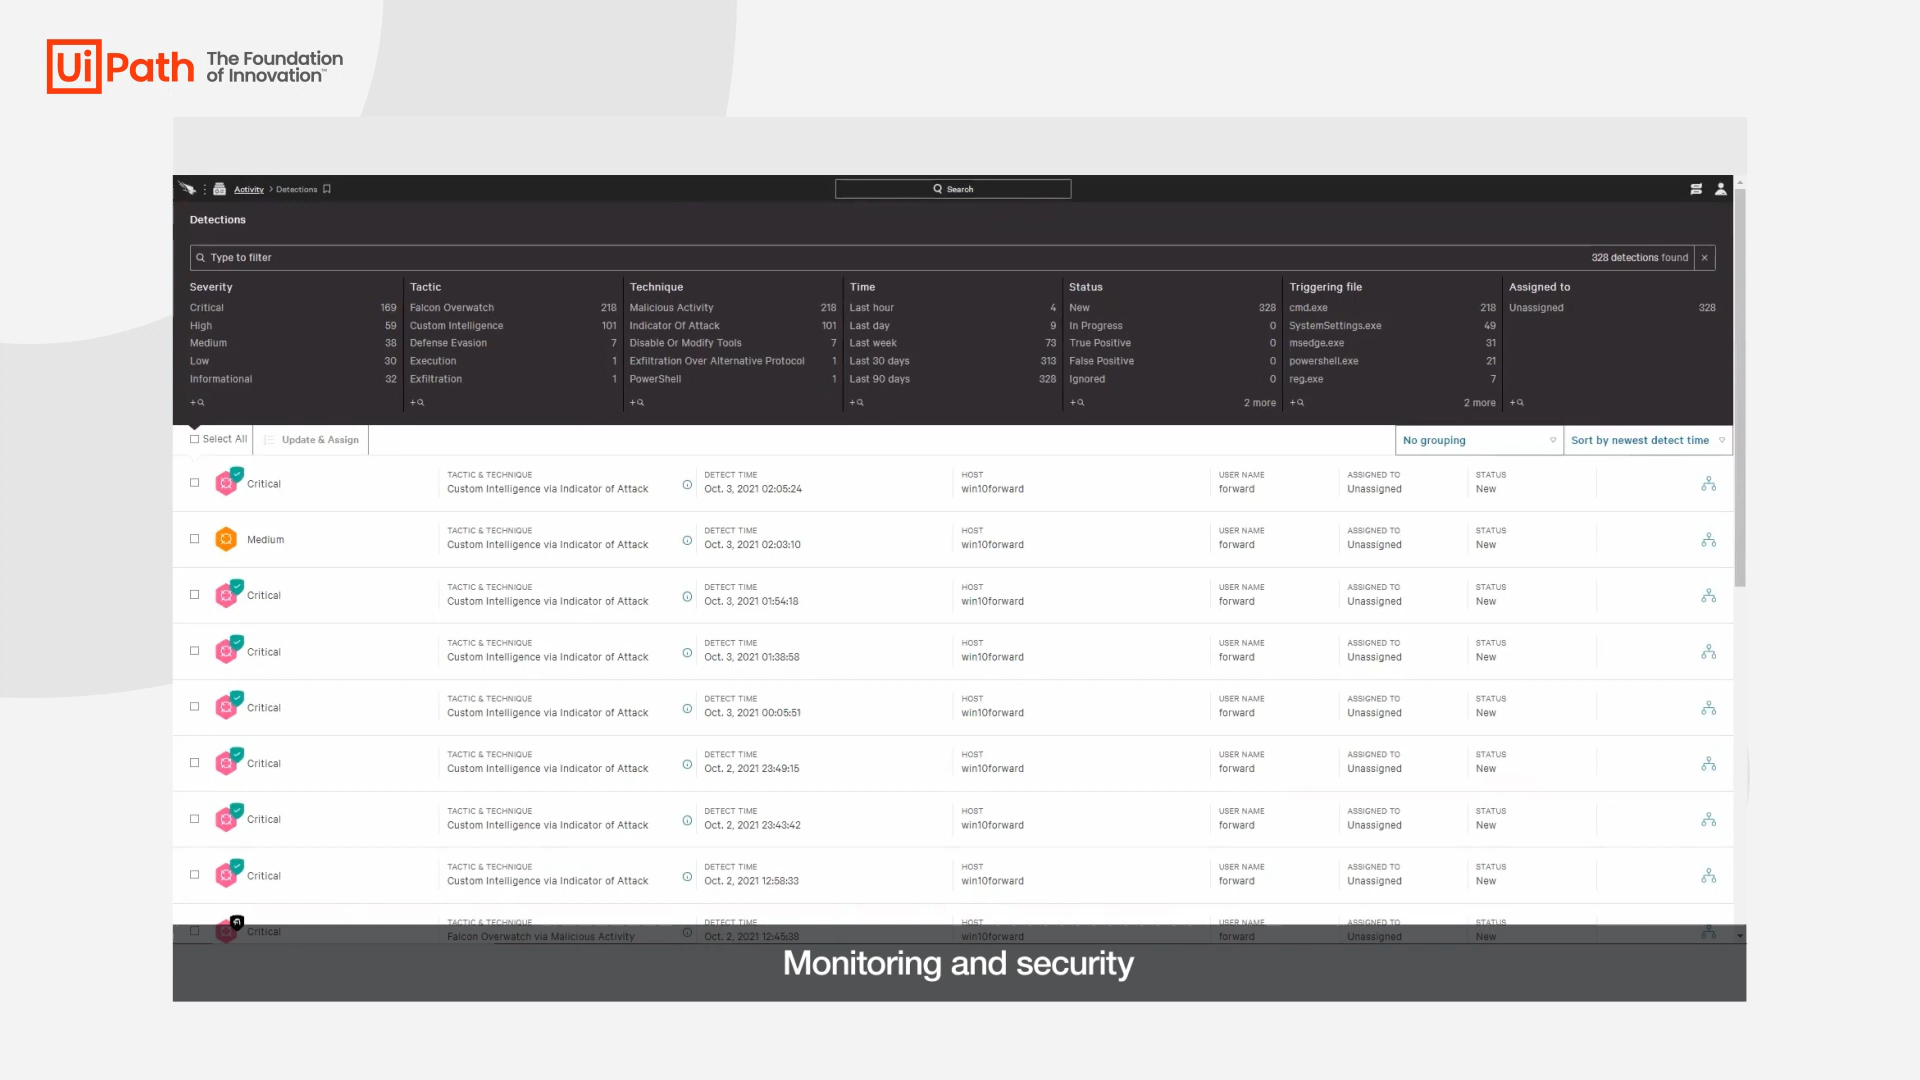 UiPath The Foundation
of Innovation™
Activity > Detections
Search
Detections
Type to filter 328 detections found ×
Severity Tactic Technique Time Status Triggering file Assigned to
Critical 169 Falcon Overwatch 218 Malicious Activity 218 Last hour 4 New 328 cmd.exe 218 Unassigned 328
High 59 Custom Intelligence 101 Indicator Of Attack 101 Last day 9 In Progress 0 SystemSettings.exe 49
Medium 38 Defense Evasion 7 Disable Or Modify Tools 7 Last week 73 True Positive 0 msedge.exe 31
Low 30 Execution 1 Exfiltration Over Alternative Protocol 1 Last 30 days 313 False Positive 0 powershell.exe 21
Informational 32 Exfiltration 1 PowerShell 1 Last 90 days 328 Ignored 0 reg.exe 7
2 more 2 more
Select All Update & Assign No grouping Sort by newest detect time
TACTIC & TECHNIQUE DETECT TIME HOST USER NAME ASSIGNED TO STATUS
Critical Custom Intelligence via Indicator of Attack Oct. 3, 2021 02:05:24 win10forward forward Unassigned New
TACTIC & TECHNIQUE DETECT TIME HOST USER NAME ASSIGNED TO STATUS
Medium Custom Intelligence via Indicator of Attack Oct. 3, 2021 02:03:10 win10forward forward Unassigned New
TACTIC & TECHNIQUE DETECT TIME HOST USER NAME ASSIGNED TO STATUS
Critical Custom Intelligence via Indicator of Attack Oct. 3, 2021 01:54:18 win10forward forward Unassigned New
TACTIC & TECHNIQUE DETECT TIME HOST USER NAME ASSIGNED TO STATUS
Critical Custom Intelligence via Indicator of Attack Oct. 3, 2021 01:38:58 win10forward forward Unassigned New
TACTIC & TECHNIQUE DETECT TIME HOST USER NAME ASSIGNED TO STATUS
Critical Custom Intelligence via Indicator of Attack Oct. 3, 2021 00:05:51 win10forward forward Unassigned New
TACTIC & TECHNIQUE DETECT TIME HOST USER NAME ASSIGNED TO STATUS
Critical Custom Intelligence via Indicator of Attack Oct. 2, 2021 23:49:15 win10forward forward Unassigned New
TACTIC & TECHNIQUE DETECT TIME HOST USER NAME ASSIGNED TO STATUS
Critical Custom Intelligence via Indicator of Attack Oct. 2, 2021 23:43:42 win10forward forward Unassigned New
TACTIC & TECHNIQUE DETECT TIME HOST USER NAME ASSIGNED TO STATUS
Critical Custom Intelligence via Indicator of Attack Oct. 2, 2021 12:58:33 win10forward forward Unassigned New
TACTIC & TECHNIQUE DETECT TIME HOST USER NAME ASSIGNED TO STATUS
Critical Falcon Overwatch via Malicious Activity Oct. 2, 2021 12:45:38 win10forward forward Unassigned New
Monitoring and security